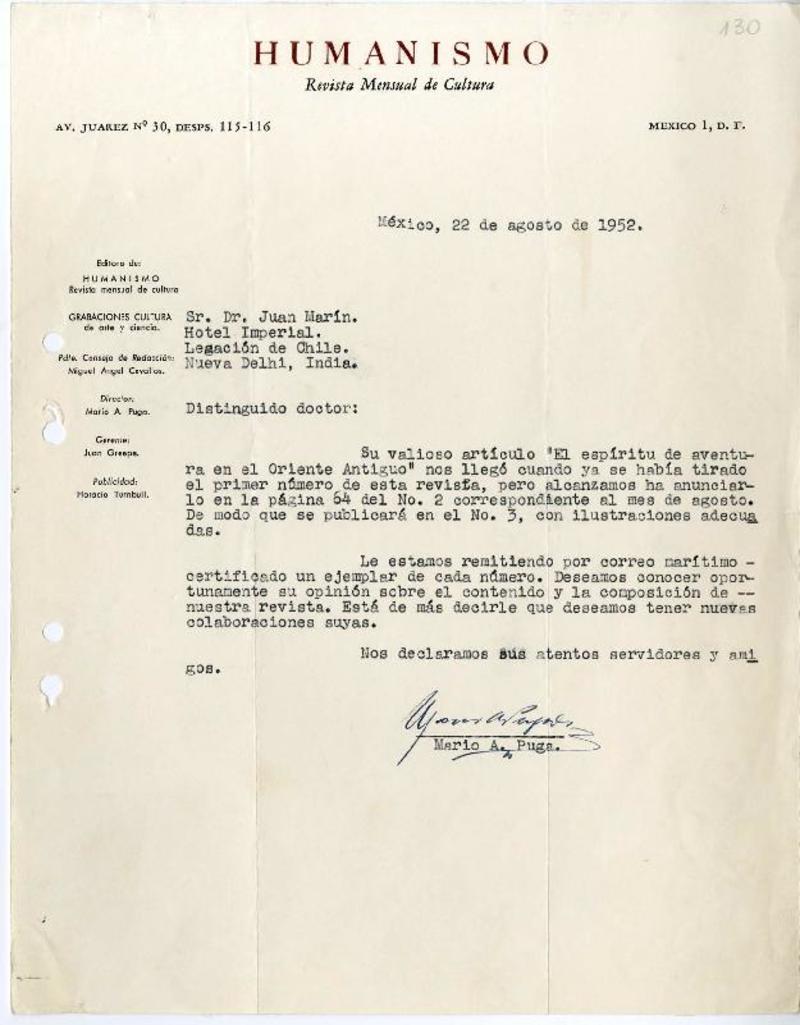 130
HUMANISMO
Revista Mensual de Cultura
AV. JUAREZ Nº 30, DESPS. 115-116
MEXICO 1, D. F.
México, 22 de agosto de 1952.
Editora de:
HUMANISMO
Revista mensual de cultura
GRABACIONES CULTURA
de arte y ciencia.
Pdte. Consejo de Redacción:
Miguel Angel Cevallos.
Director:
Mario A. Puga.
Gerente:
Juan Greepe.
Publicidad:
Horacio Turnbull.
Sr. Dr. Juan Marín.
Hotel Imperial.
Legación de Chile.
Nueva Delhi, India.
Distinguido doctor:
Su valioso artículo "El espíritu de aventu-
ra en el Oriente Antiguo" nos llegó cuando ya se había tirado
el primer número de esta revista, pero alcanzamos ha anunciar-
lo en la página 64 del No. 2 correspondiente al mes de agosto.
De modo que se publicará en el No. 3, con ilustraciones adecua
das.
Le estamos remitiendo por correo marítimo -
certificado un ejemplar de cada número. Deseamos conocer opor-
tunamente su opinión sobre el contenido y la composición de --
nuestra revista. Está de más decirle que deseamos tener nuevas
colaboraciones suyas.
Nos declaramos sus atentos servidores y ami
gos.
Mario A. Puga.